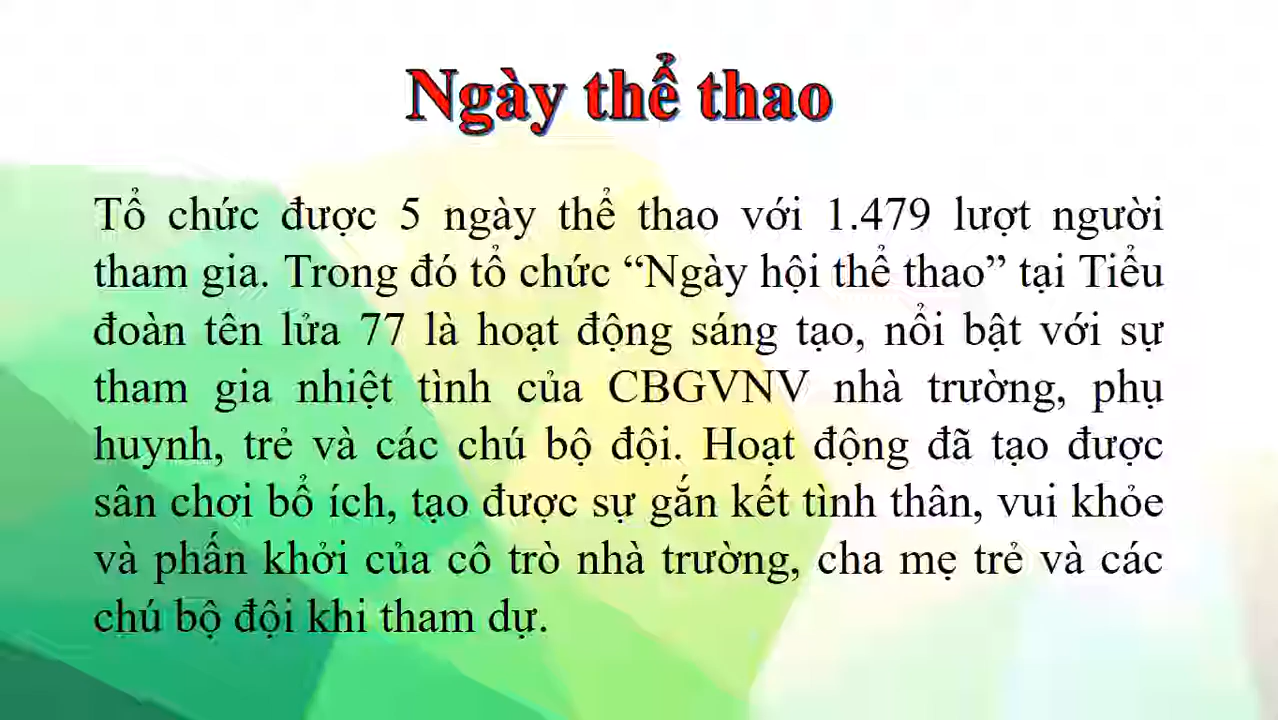 Ngày thể thao
Tổ chức được 5 ngày thể thao với 1.479 lượt người
tham gia. Trong đó tổ chức “Ngày hội thể thao” tại Tiểu
đoàn tên lửa 77 là hoạt động sáng tạo, nổi bật với sự
tham gia nhiệt tình của CBGVNV nhà trường, phụ
huynh, trẻ và các chú bộ đội. Hoạt động đã tạo được
sân chơi bổ ích, tạo được sự gắn kết tình thân, vui khỏe
và phấn khởi của cô trò nhà trường, cha mẹ trẻ và các
chú bộ đội khi tham dự.